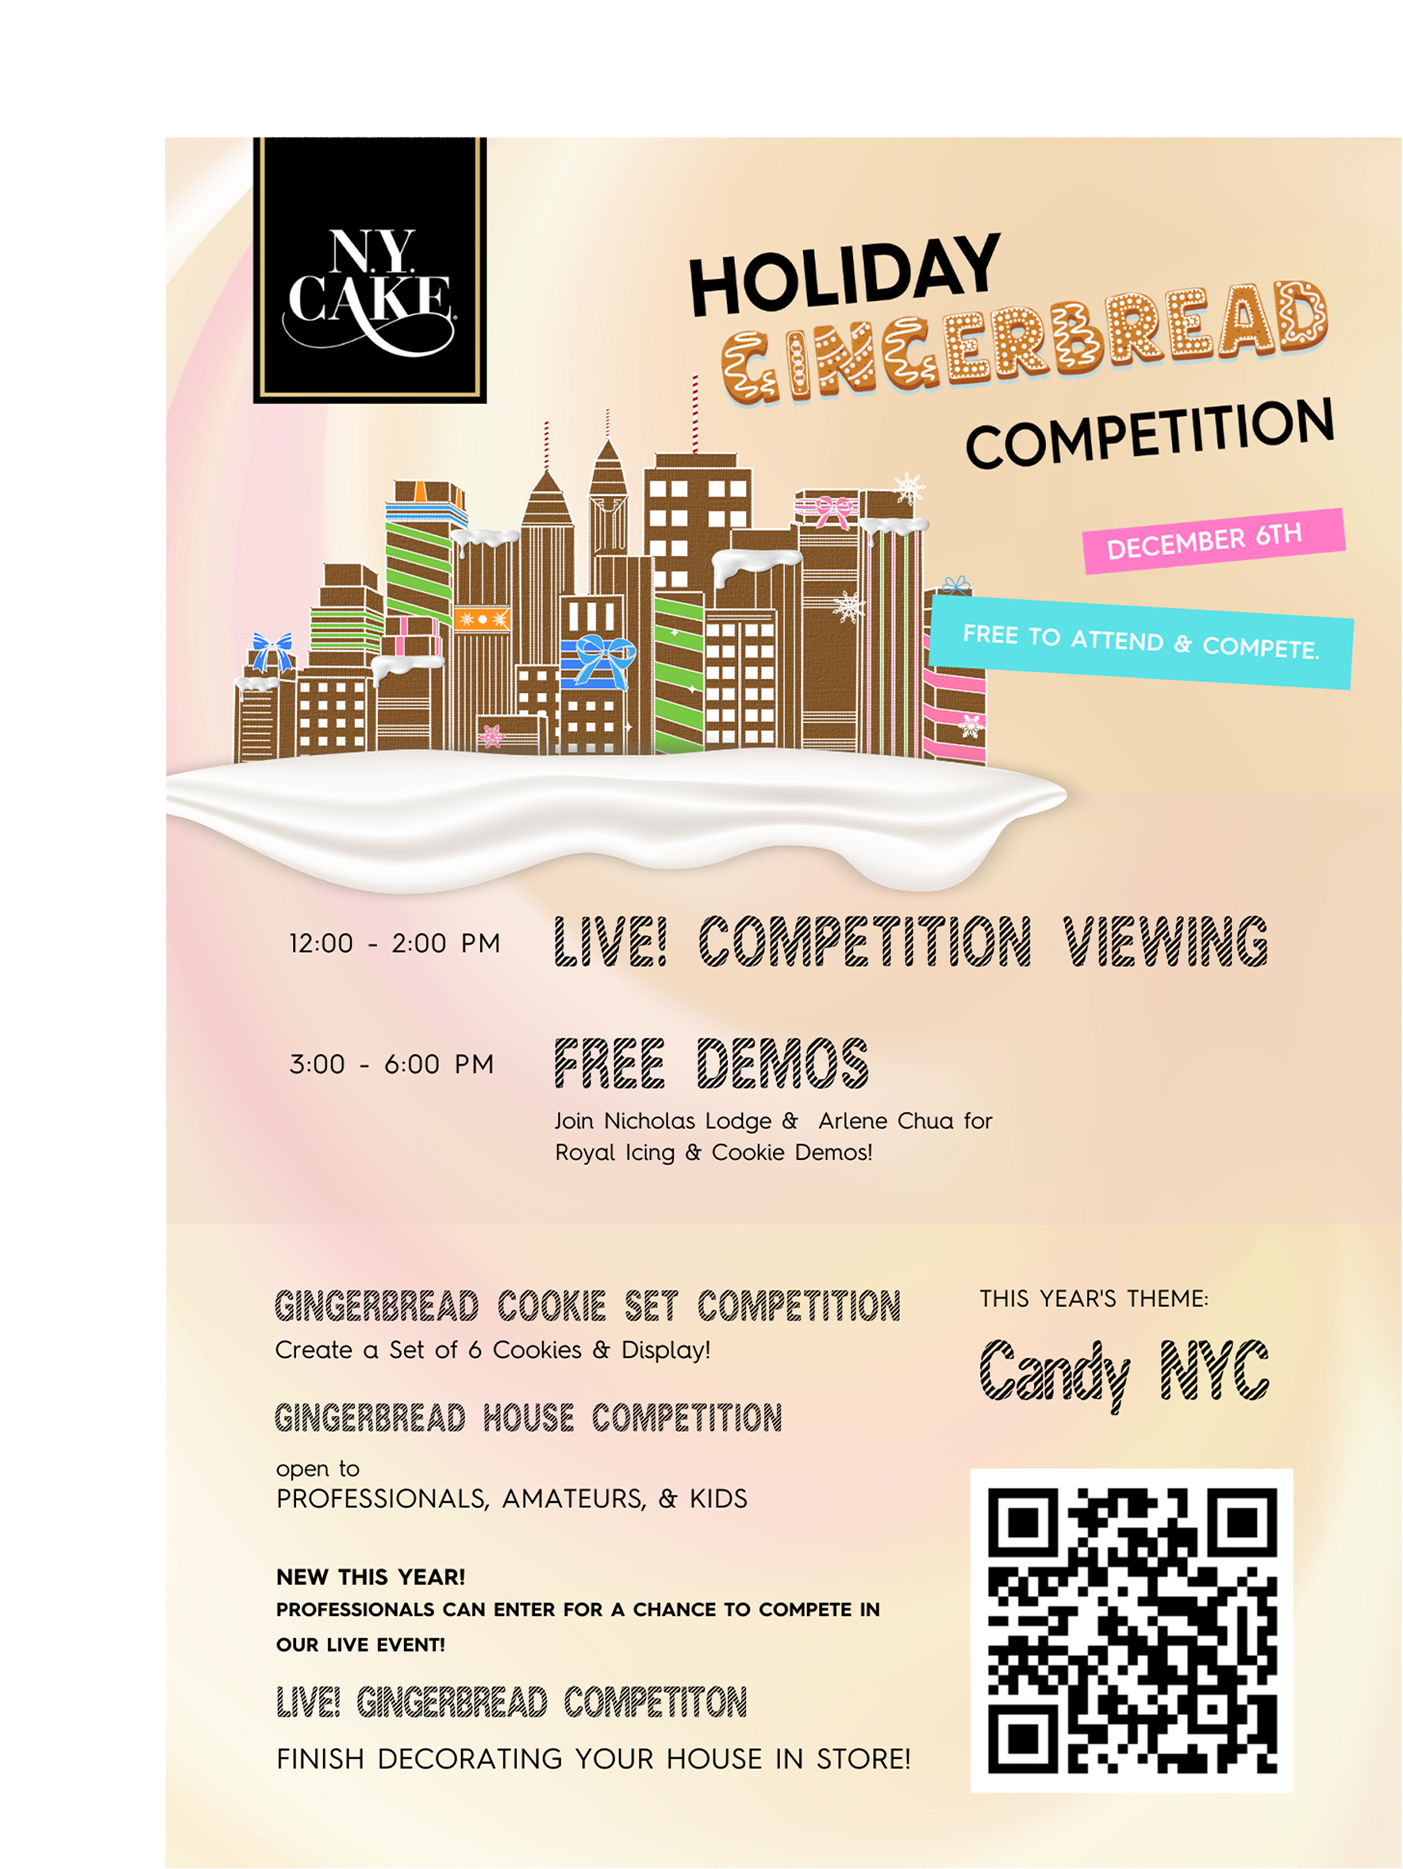 N.Y.
CAKE
HOLIDAY
GINGERBREAD
COMPETITION
DECEMBER 6TH
FREE TO ATTEND & COMPETE.
12:00 - 2:00 PM LIVE! COMPETITION VIEWING
3:00 - 6:00 PM FREE DEMOS
Join Nicholas Lodge & Arlene Chua for
Royal Icing & Cookie Demos!
GINGERBREAD COOKIE SET COMPETITION
Create a Set of 6 Cookies & Display!
GINGERBREAD HOUSE COMPETITION
open to
PROFESSIONALS, AMATEURS, & KIDS
NEW THIS YEAR!
PROFESSIONALS CAN ENTER FOR A CHANCE TO COMPETE IN
OUR LIVE EVENT!
LIVE! GINGERBREAD COMPETITON
FINISH DECORATING YOUR HOUSE IN STORE!
THIS YEAR'S THEME:
Candy NYC